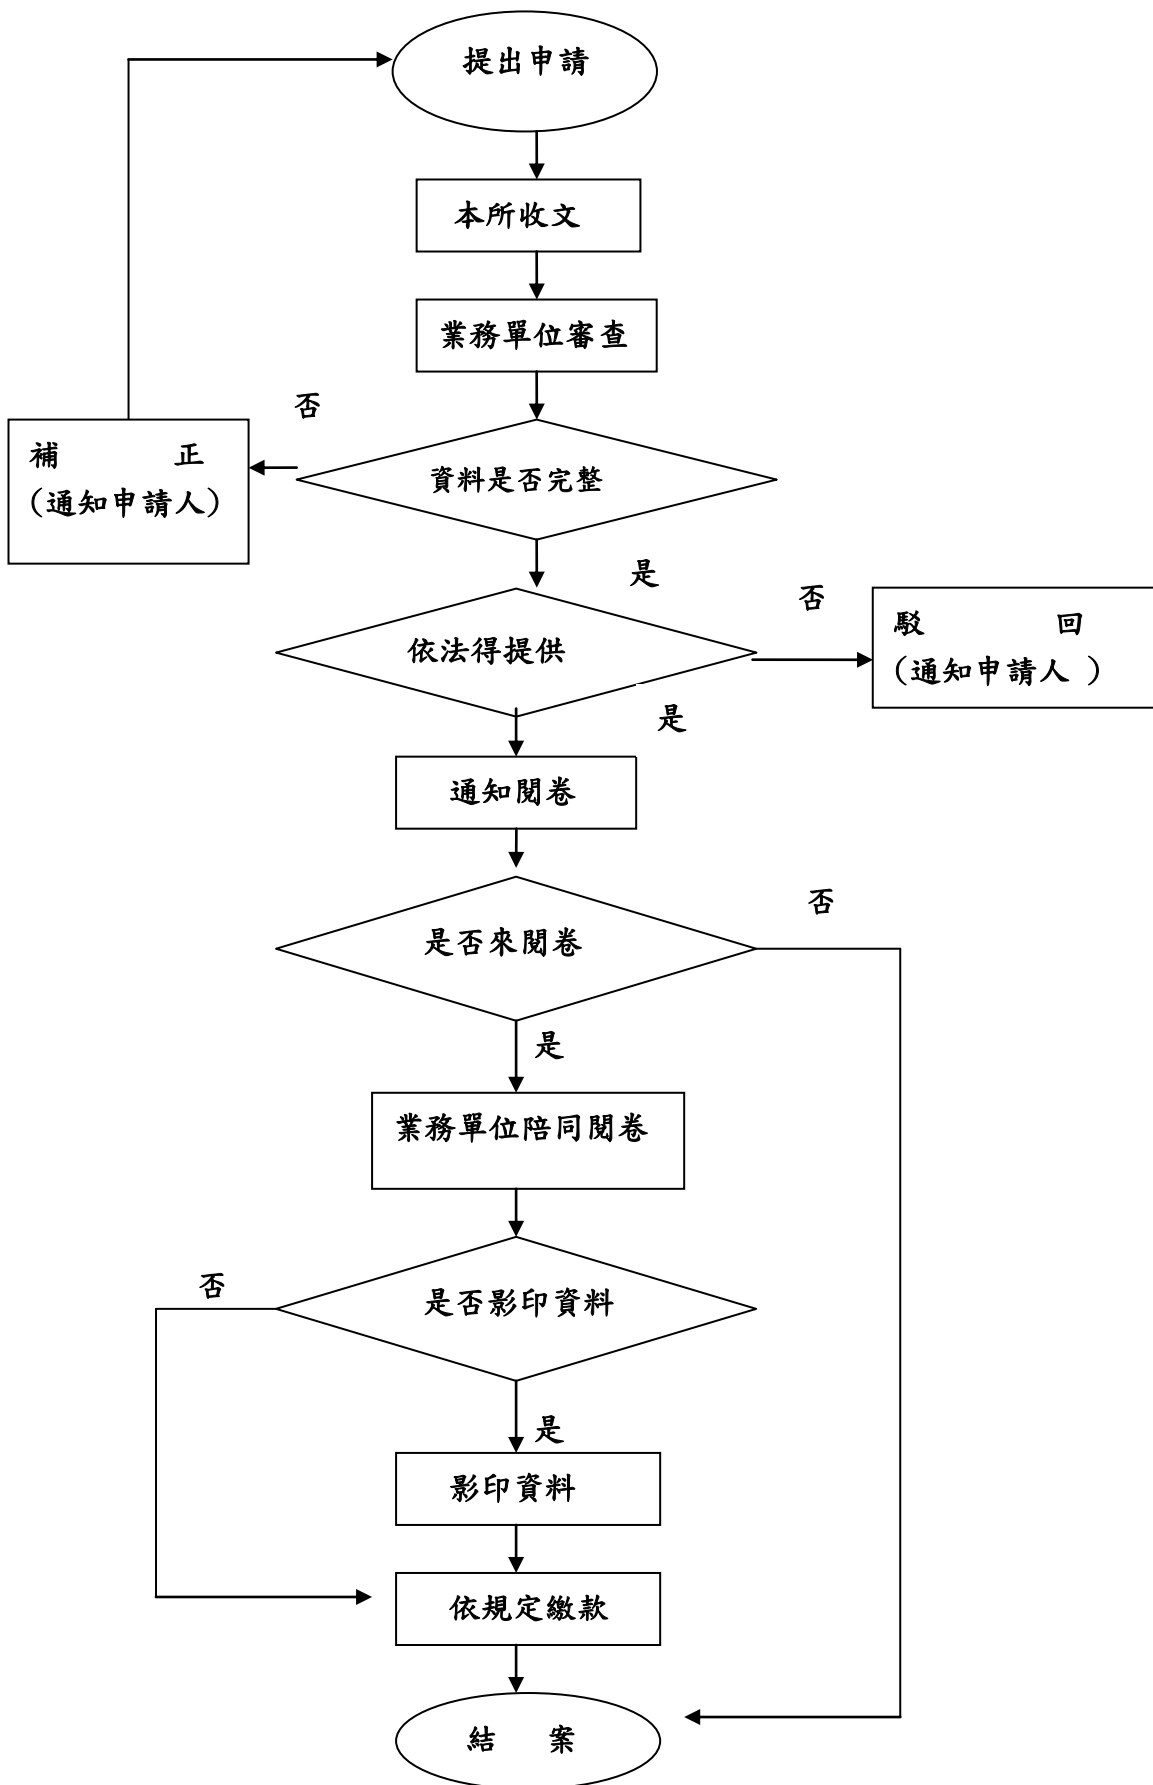 提出申請
本所收文
業務單位審查
否
補 正
(通知申請人)
資料是否完整
是
否
駁 回
(通知申請人 )
依法得提供
是
通知閱卷
否
是否來閱卷
是
業務單位陪同閱卷
否
是否影印資料
是
影印資料
依規定繳款
結 案